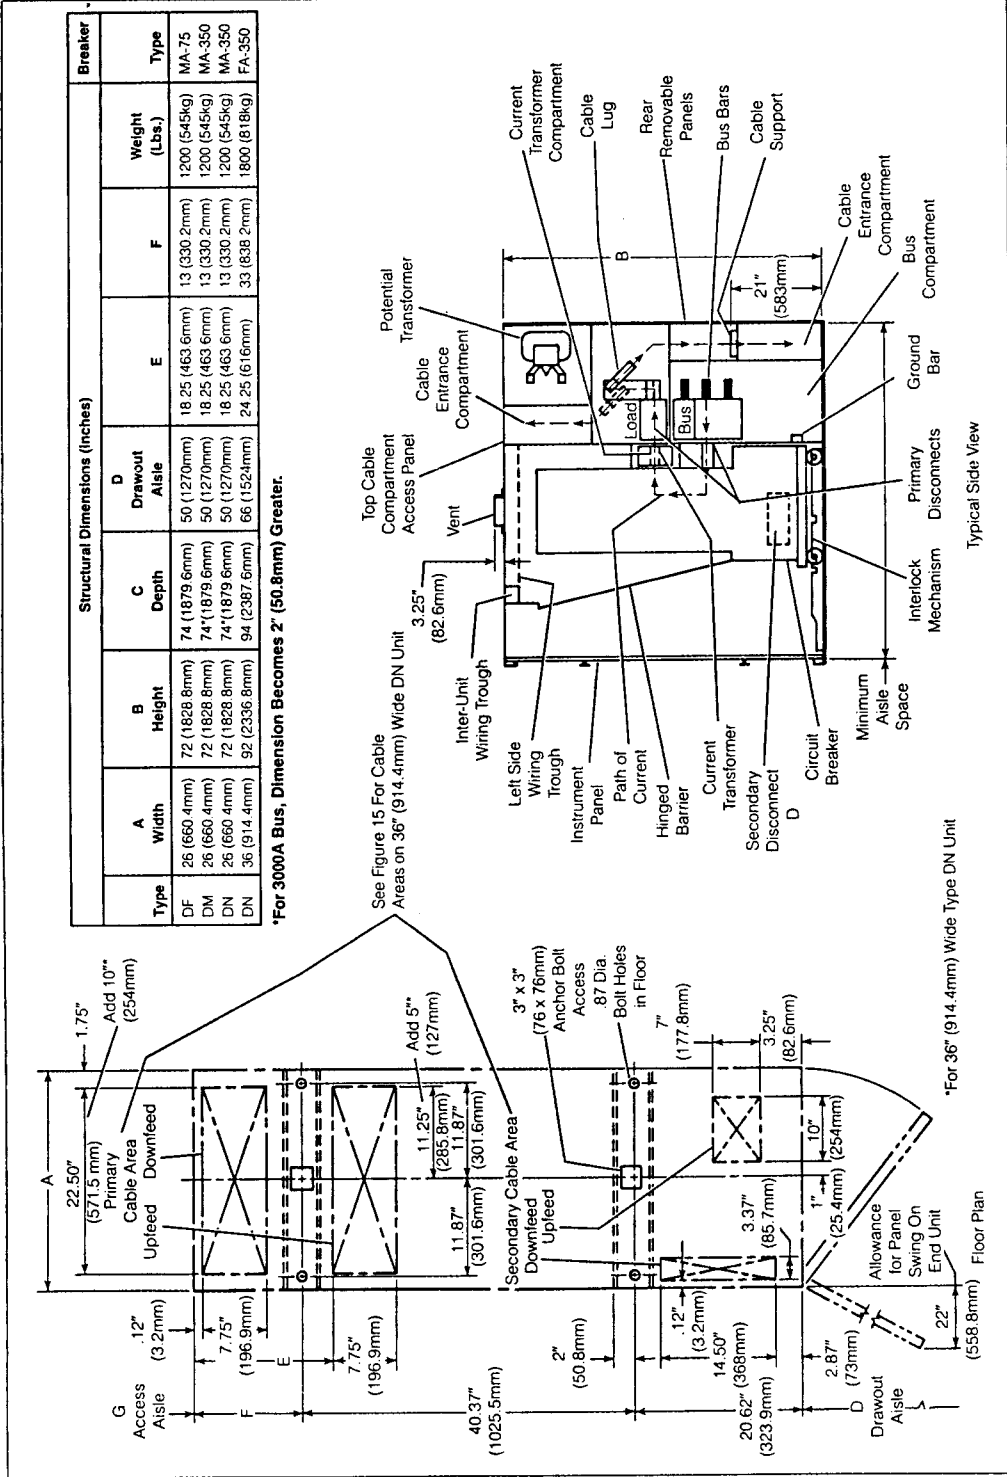 Structural Dimensions (Inches) Breaker
Type A Width B Height C Depth D Drawout Aisle E F Weight (Lbs.) Type
DF 26 (660.4mm) 72 (1828.8mm) 74 (1879.6mm) 50 (1270mm) 18.25 (463.6mm) 13 (330.2mm) 1200 (545kg) MA-75
DM 26 (660.4mm) 72 (1828.8mm) 74*(1879.6mm) 50 (1270mm) 18.25 (463.6mm) 13 (330.2mm) 1200 (545kg) MA-350
DN 26 (660.4mm) 72 (1828.8mm) 74*(1879.6mm) 50 (1270mm) 18.25 (463.6mm) 13 (330.2mm) 1200 (545kg) MA-350
DN 36 (914.4mm) 92 (2336.8mm) 94 (2387.6mm) 66 (1524mm) 24.25 (616mm) 33 (838.2mm) 1800 (818kg) FA-350
*For 3000A Bus, Dimension Becomes 2" (50.8mm) Greater.
A
22.50"
(571.5 mm)
1.75"
Add 10"*
(254mm)
Primary
Cable Area
Upfeed Downfeed
See Figure 15 For Cable
Areas on 36" (914.4mm) Wide DN Unit
.12"
(3.2mm)
7.75"
(196.9mm)
E
7.75"
(196.9mm)
G
Access
Aisle
F
40.37"
(1025.5mm)
Add 5"*
(127mm)
11.25"
(285.8mm)
11.87"
(301.6mm)
11.87"
(301.6mm)
Secondary Cable Area
Downfeed
Upfeed
3" x 3"
(76 x 76mm)
Anchor Bolt
Access
.87 Dia.
Bolt Holes
in Floor
2"
(50.8mm)
.12"
(3.2mm)
14.50"
(368mm)
20.62"
(323.9mm)
2.87"
(73mm)
D
Drawout
Aisle
7"
(177.8mm)
3.25"
(82.6mm)
10"
(254mm)
1"
(25.4mm)
3.37"
(85.7mm)
Allowance
for Panel
Swing On
End Unit
22"
(558.8mm)
Floor Plan
*For 36" (914.4mm) Wide Type DN Unit
Inter-Unit
Wiring Trough
3.25"
(82.6mm)
Vent
Top Cable
Compartment
Access Panel
Cable
Entrance
Compartment
Potential
Transformer
Current
Transformer
Compartment
Cable
Lug
Rear
Removable
Panels
Bus Bars
Cable
Support
B
21"
(583mm)
Load
Bus
Left Side
Wiring
Trough
Instrument
Panel
Path of
Current
Hinged
Barrier
Current
Transformer
Secondary
Disconnect
D
Circuit
Breaker
Minimum
Aisle
Space
Interlock
Mechanism
Primary
Disconnects
Ground
Bar
Bus
Compartment
Cable
Entrance
Compartment
Typical Side View